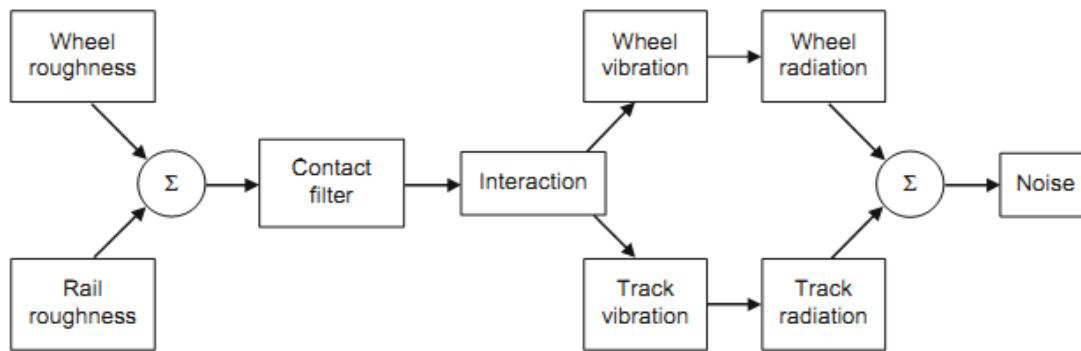 Wheel
roughness
Rail
roughness
Σ
Contact
filter
Interaction
Wheel
vibration
Wheel
radiation
Track
vibration
Track
radiation
Σ
Noise